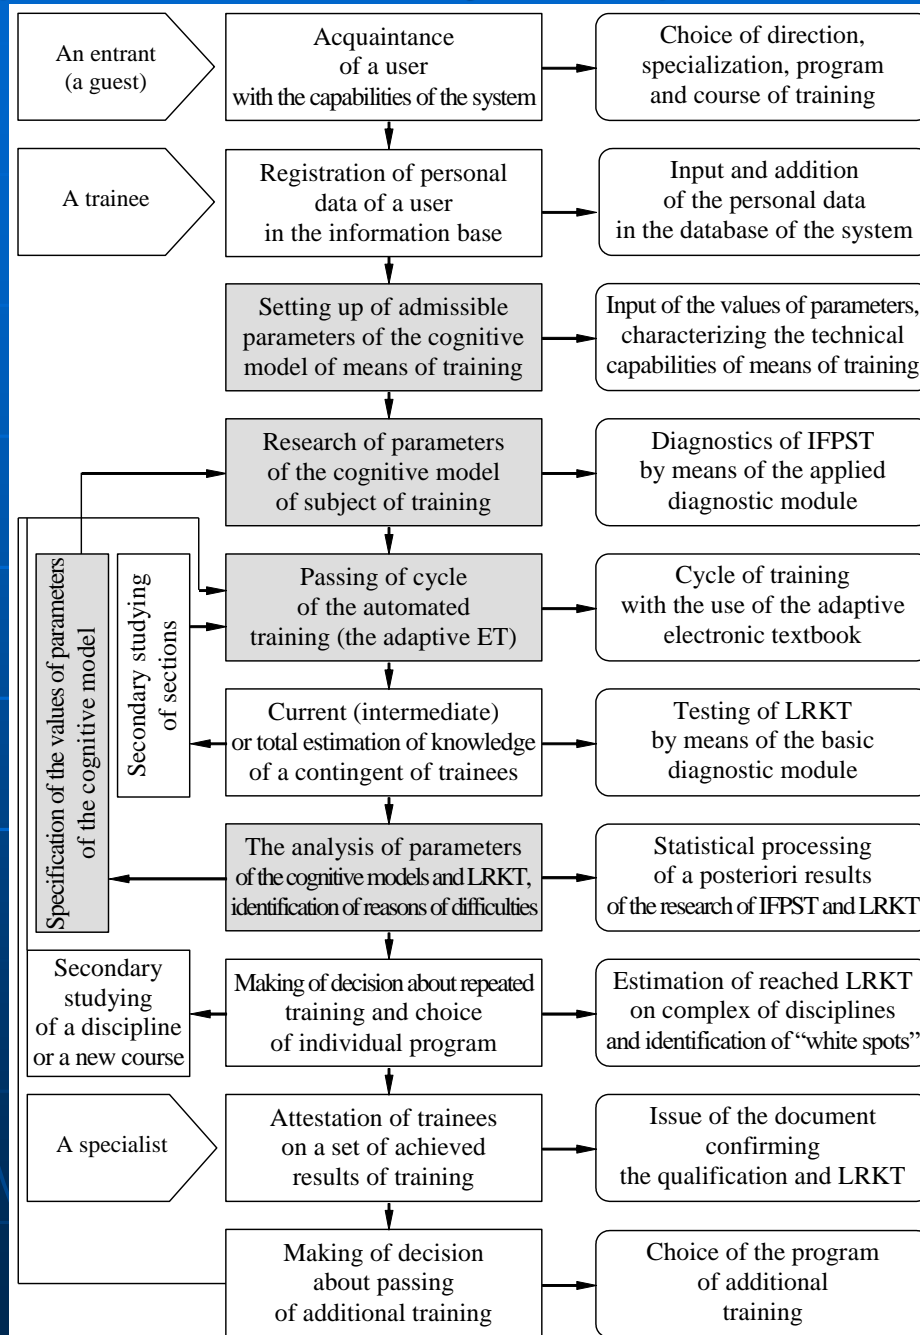 An entrant
(a guest)
Acquaintance
of a user
with the capabilities of the system
Choice of direction,
specialization, program
and course of training
A trainee
Registration of personal
data of a user
in the information base
Input and addition
of the personal data
in the database of the system
Setting up of admissible
parameters of the cognitive
model of means of training
Input of the values of parameters,
characterizing the technical
capabilities of means of training
Research of parameters
of the cognitive model
of subject of training
Diagnostics of IFPST
by means of the applied
diagnostic module
Specification of the values of parameters
of the cognitive model
Secondary studying
of sections
Passing of cycle
of the automated
training (the adaptive ET)
Cycle of training
with the use of the adaptive
electronic textbook
Current (intermediate)
or total estimation of knowledge
of a contingent of trainees
Testing of LRKT
by means of the basic
diagnostic module
The analysis of parameters
of the cognitive models and LRKT,
identification of reasons of difficulties
Statistical processing
of a posteriori results
of the research of IFPST and LRKT
Secondary
studying
of a discipline
or a new course
Making of decision about repeated
training and choice
of individual program
Estimation of reached LRKT
on complex of disciplines
and identification of “white spots”
A specialist
Attestation of trainees
on a set of achieved
results of training
Issue of the document
confirming
the qualification and LRKT
Making of decision
about passing
of additional training
Choice of the program
of additional
training